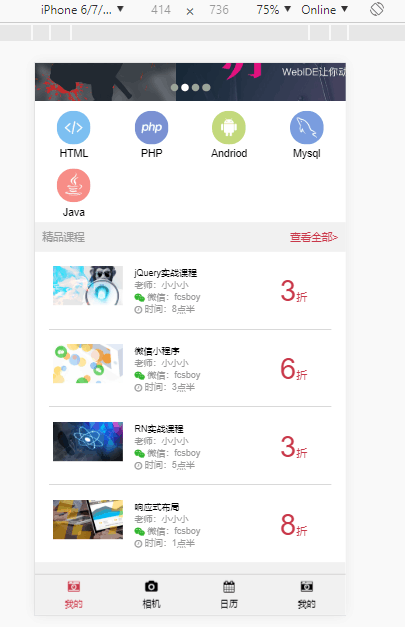 iPhone 6/7/...
414
×
736
75%
Online
WebIDE让你动
</>
php
HTML
PHP
Andriod
Mysql
Java
精品课程
查看全部>
jQuery实战课程
老师：小小小
微信：fcsboy
时间：8点半
3折
微信小程序
老师：小小小
微信：fcsboy
时间：3点半
6折
RN实战课程
老师：小小小
微信：fcsboy
时间：5点半
3折
响应式布局
老师：小小小
微信：fcsboy
时间：1点半
8折
我的
相机
日历
我的